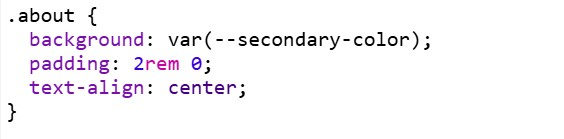 .about {
  background: var(--secondary-color);
  padding: 2rem 0;
  text-align: center;
}